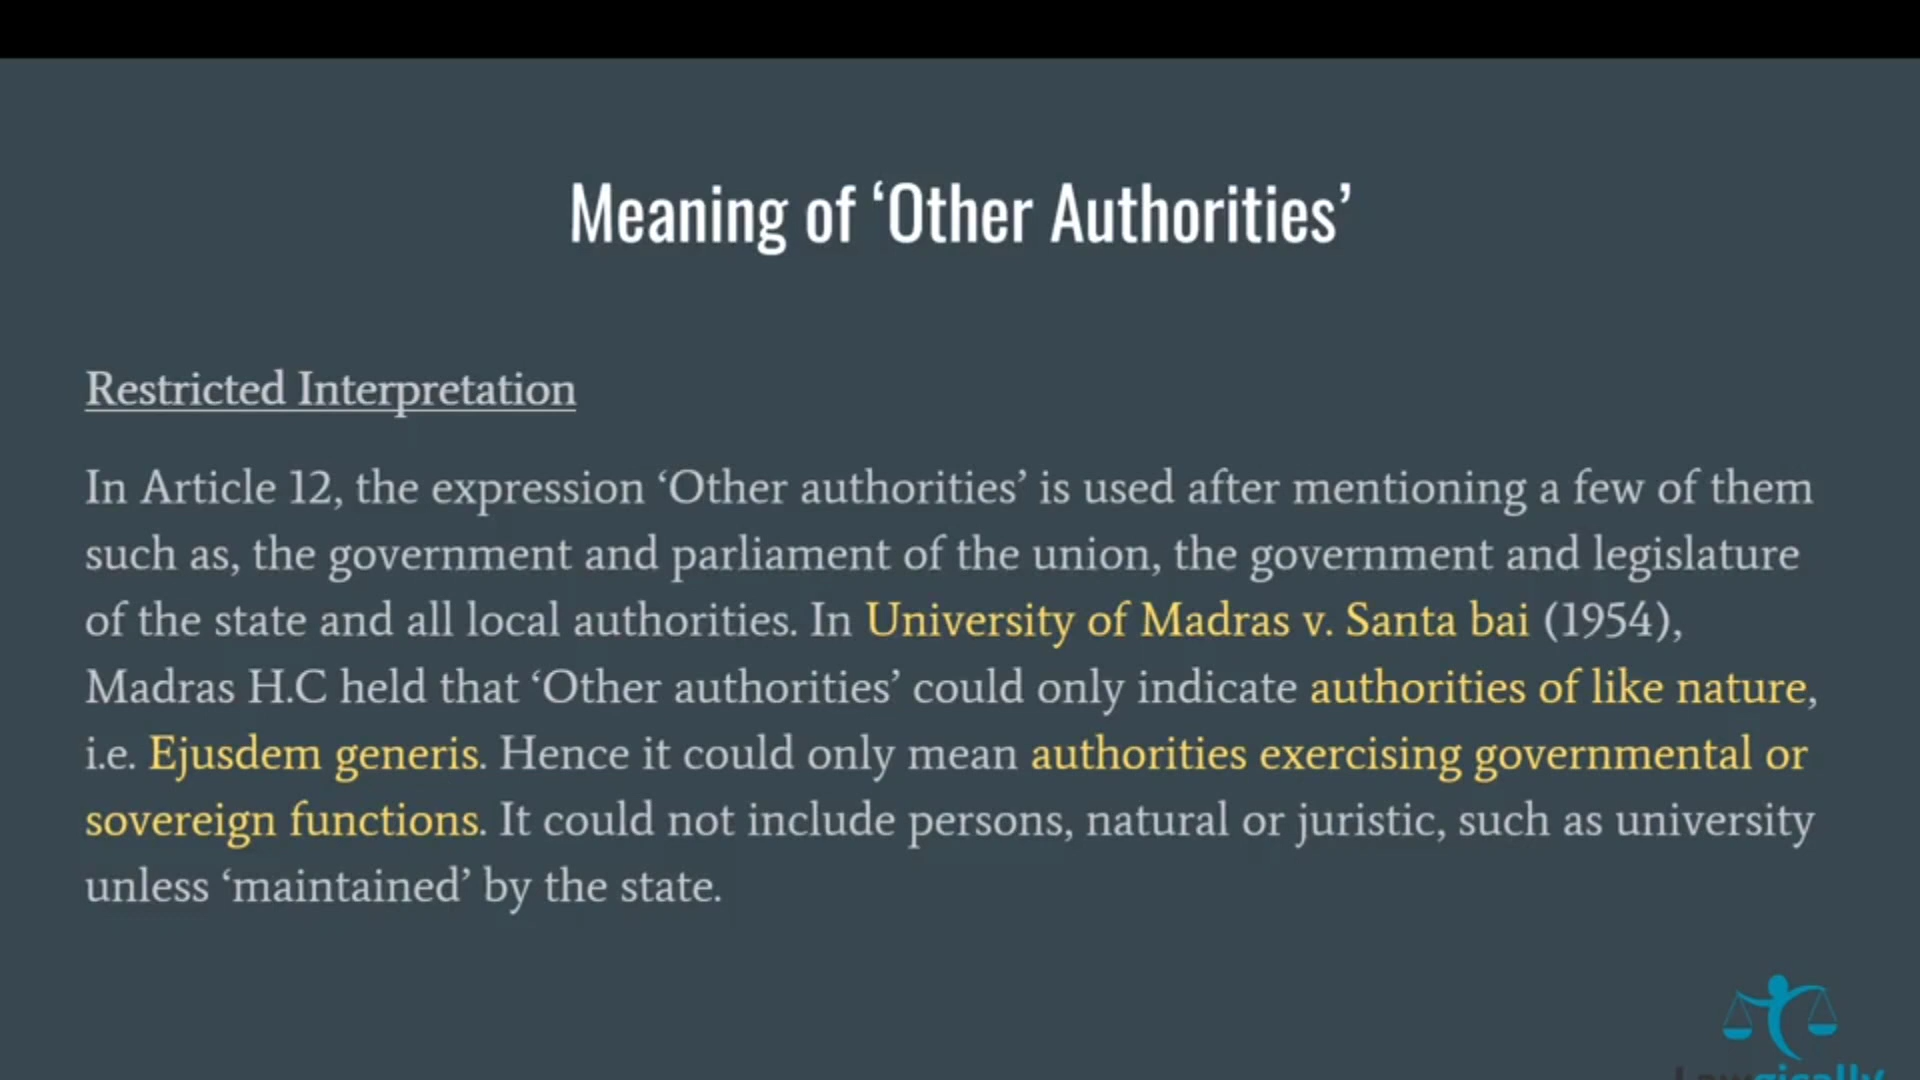 Meaning of ‘Other Authorities’
Restricted Interpretation
In Article 12, the expression ‘Other authorities’ is used after mentioning a few of them
such as, the government and parliament of the union, the government and legislature
of the state and all local authorities. In University of Madras v. Santa bai (1954),
Madras H.C held that ‘Other authorities’ could only indicate authorities of like nature,
i.e. Ejusdem generis. Hence it could only mean authorities exercising governmental or
sovereign functions. It could not include persons, natural or juristic, such as university
unless ‘maintained’ by the state.
Lawgically